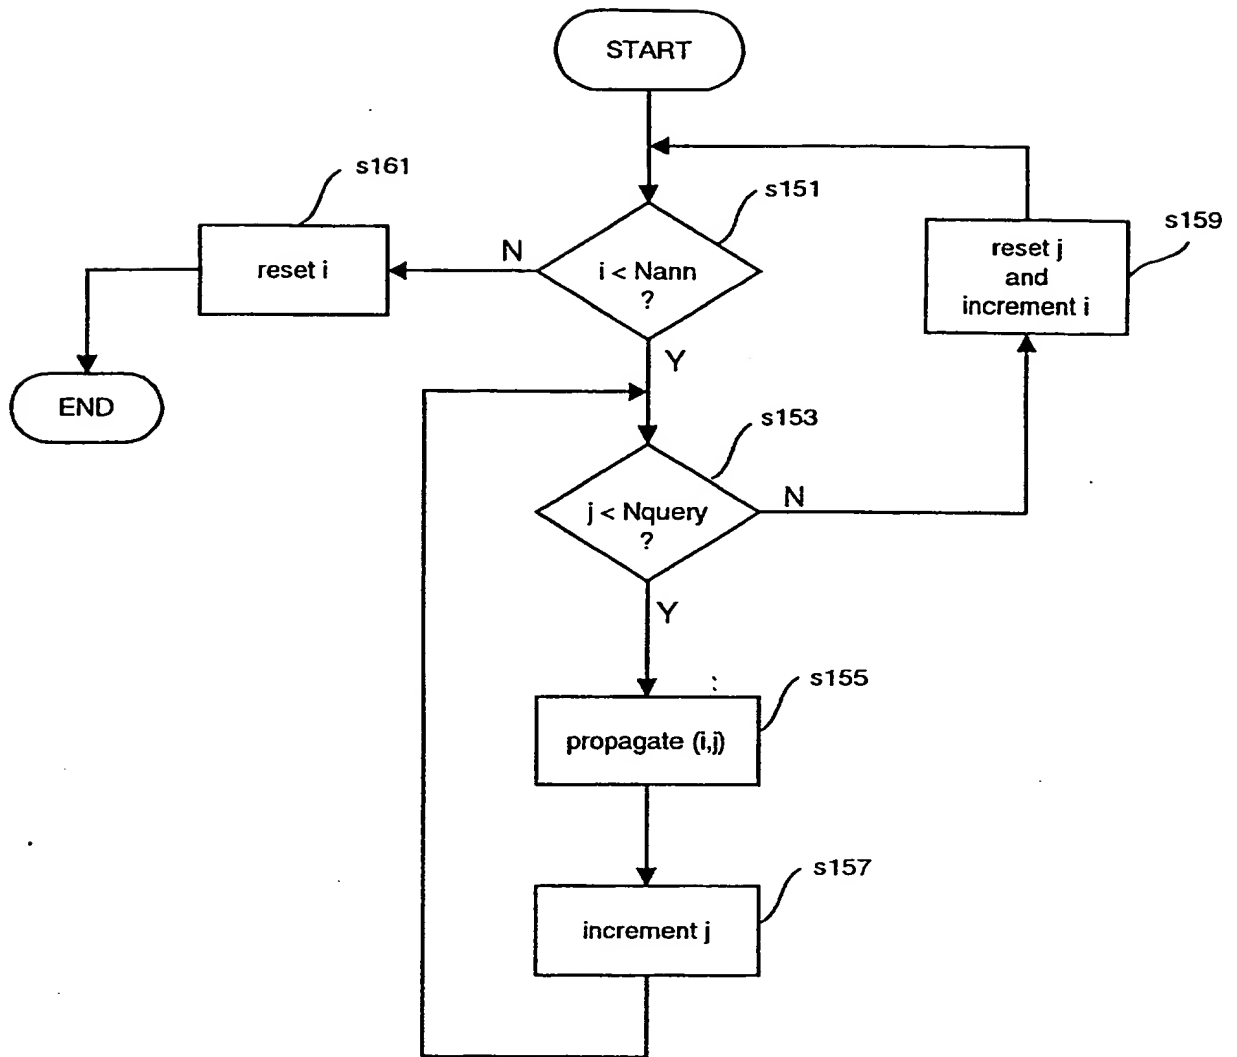 START
s161
s151
s159
reset i
N
i < Nann
?
reset j
and
increment i
Y
END
s153
j < Nquery
?
N
Y
s155
propagate (i,j)
s157
increment j